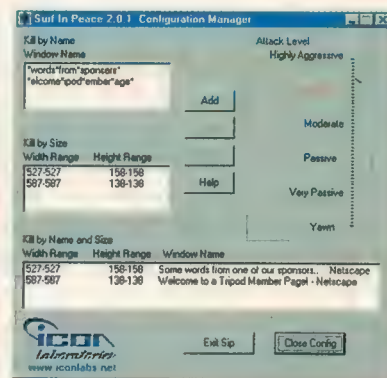 Surf In Peace 2.0 Configuration Manager
Kill by Name
Window Name
"words"from"sponsors"
"elcome"ipod"ember"age"
Add
Kill by Size
Width Range Height Range
527-527 158-158
587-587 138-138
Help
Attack Level
Highly Aggressive
Moderate
Passive
Very Passive
Yawn
Kill by Name and Size
Width Range Height Range Window Name
527-527 158-158 Some words from one of our sponsors.. Netscape
587-587 138-138 Welcome to a Tripod Member Page! - Netscape
icon
Laboratories
www iconlabs net
Exit Sip
Close Config